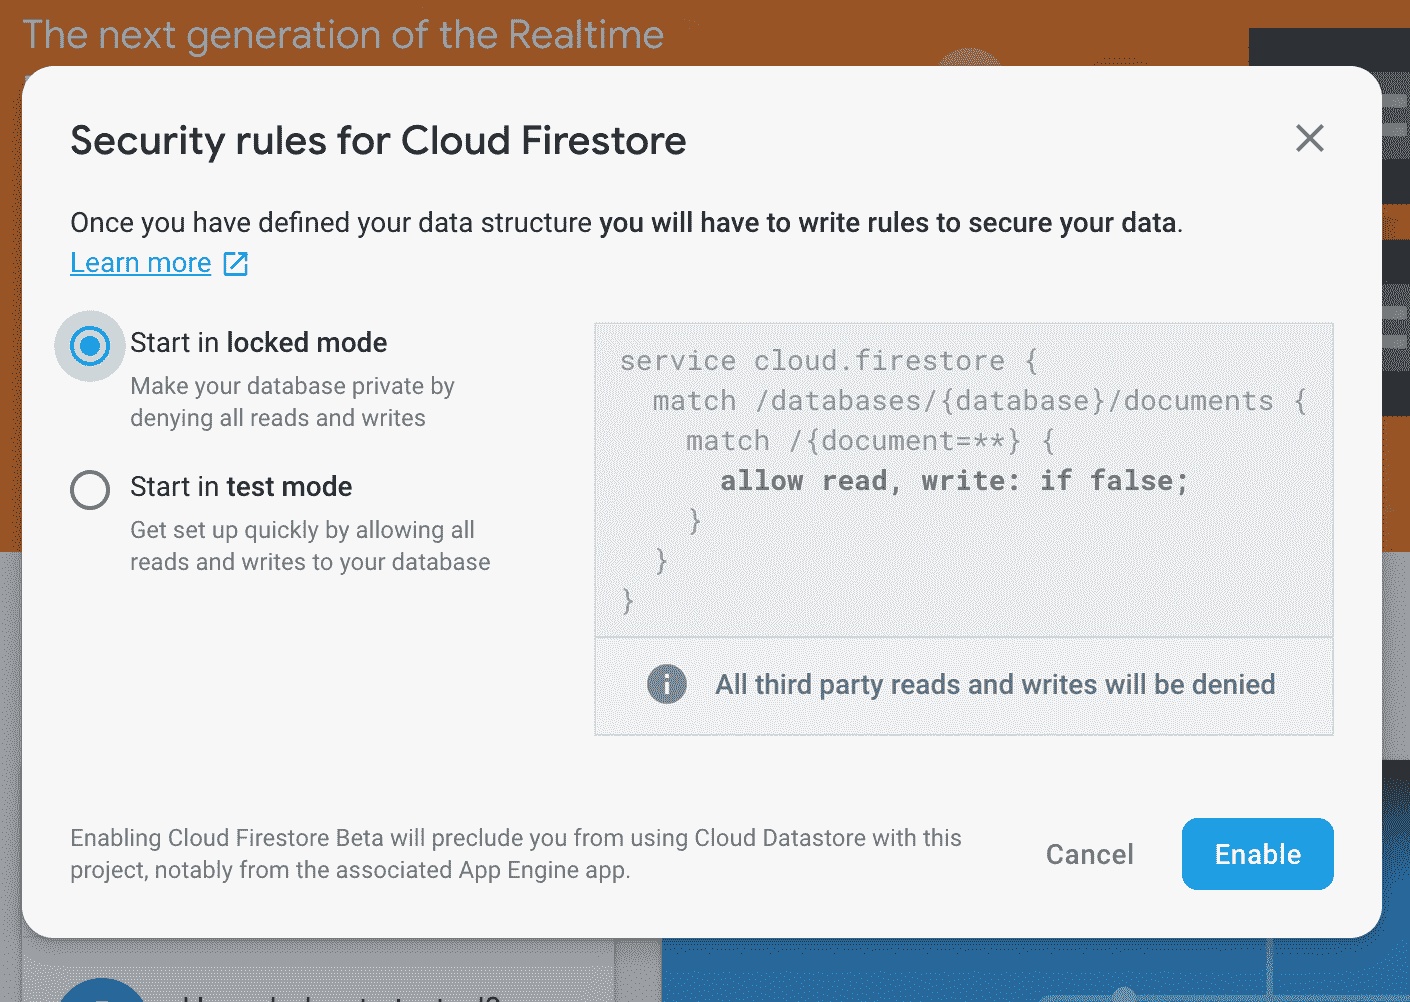 The next generation of the Realtime
Security rules for Cloud Firestore
Once you have defined your data structure you will have to write rules to secure your data.
Learn more
Start in locked mode
Make your database private by
denying all reads and writes
Start in test mode
Get set up quickly by allowing all
reads and writes to your database
service cloud.firestore {
  match /databases/{database}/documents {
    match /{document=**} {
      allow read, write: if false;
    }
  }
}
All third party reads and writes will be denied
Enabling Cloud Firestore Beta will preclude you from using Cloud Datastore with this
project, notably from the associated App Engine app.
Cancel
Enable